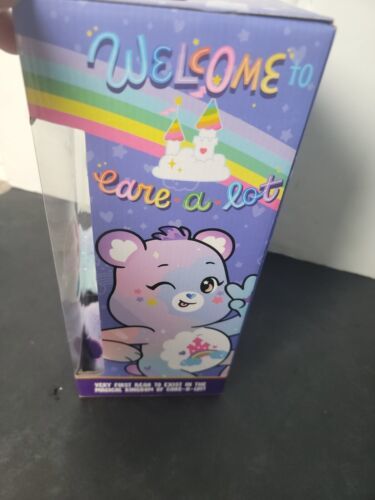 WELCOME TO
care-a-lot
VERY FIRST BEAR TO EXIST IN THE
MAGICAL KINGDOM OF CARE-A-LOT!